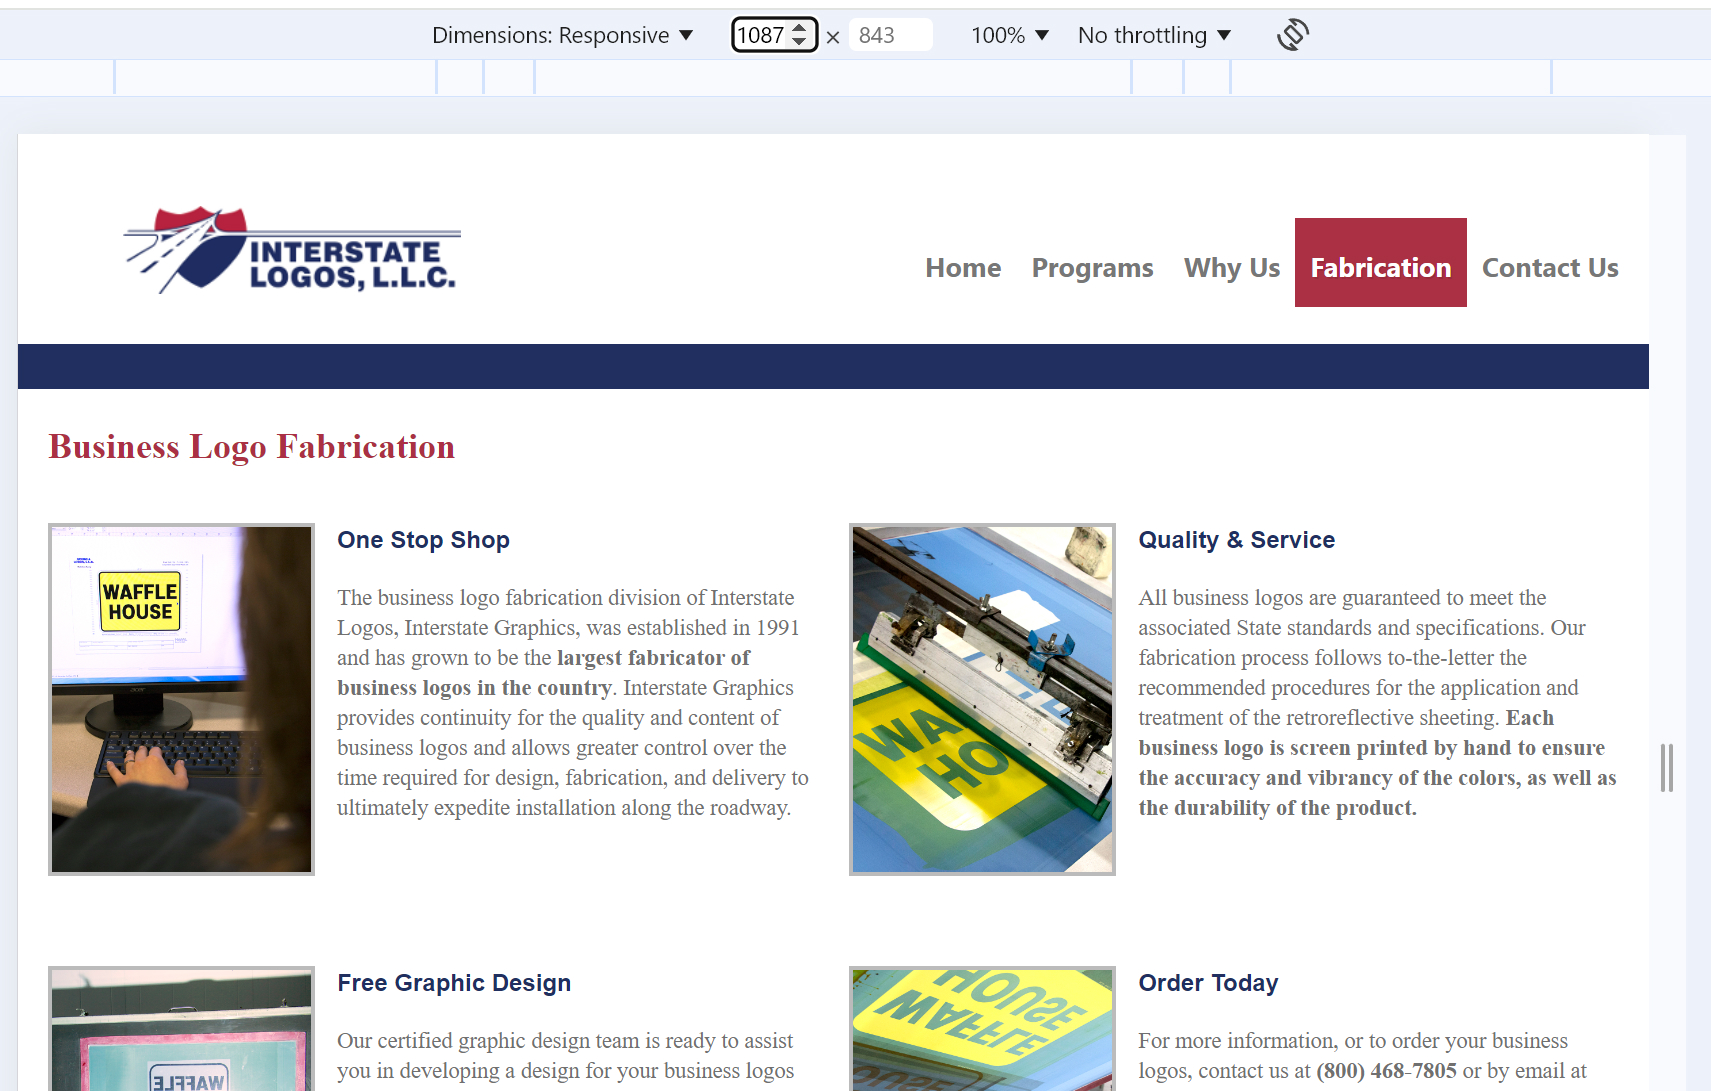 Dimensions: Responsive ▼ 1087 × 843 100% ▼ No throttling ▼
INTERSTATE
LOGOS, L.L.C.
Home Programs Why Us Fabrication Contact Us
Business Logo Fabrication
WAFFLE
HOUSE
acer
One Stop Shop
The business logo fabrication division of Interstate
Logos, Interstate Graphics, was established in 1991
and has grown to be the largest fabricator of
business logos in the country. Interstate Graphics
provides continuity for the quality and content of
business logos and allows greater control over the
time required for design, fabrication, and delivery to
ultimately expedite installation along the roadway.
WA
HO
Quality & Service
All business logos are guaranteed to meet the
associated State standards and specifications. Our
fabrication process follows to-the-letter the
recommended procedures for the application and
treatment of the retroreflective sheeting. Each
business logo is screen printed by hand to ensure
the accuracy and vibrancy of the colors, as well as
the durability of the product.
WAFFLE
Free Graphic Design
Our certified graphic design team is ready to assist
you in developing a design for your business logos
HOUSE
WAFFLE
Order Today
For more information, or to order your business
logos, contact us at (800) 468-7805 or by email at